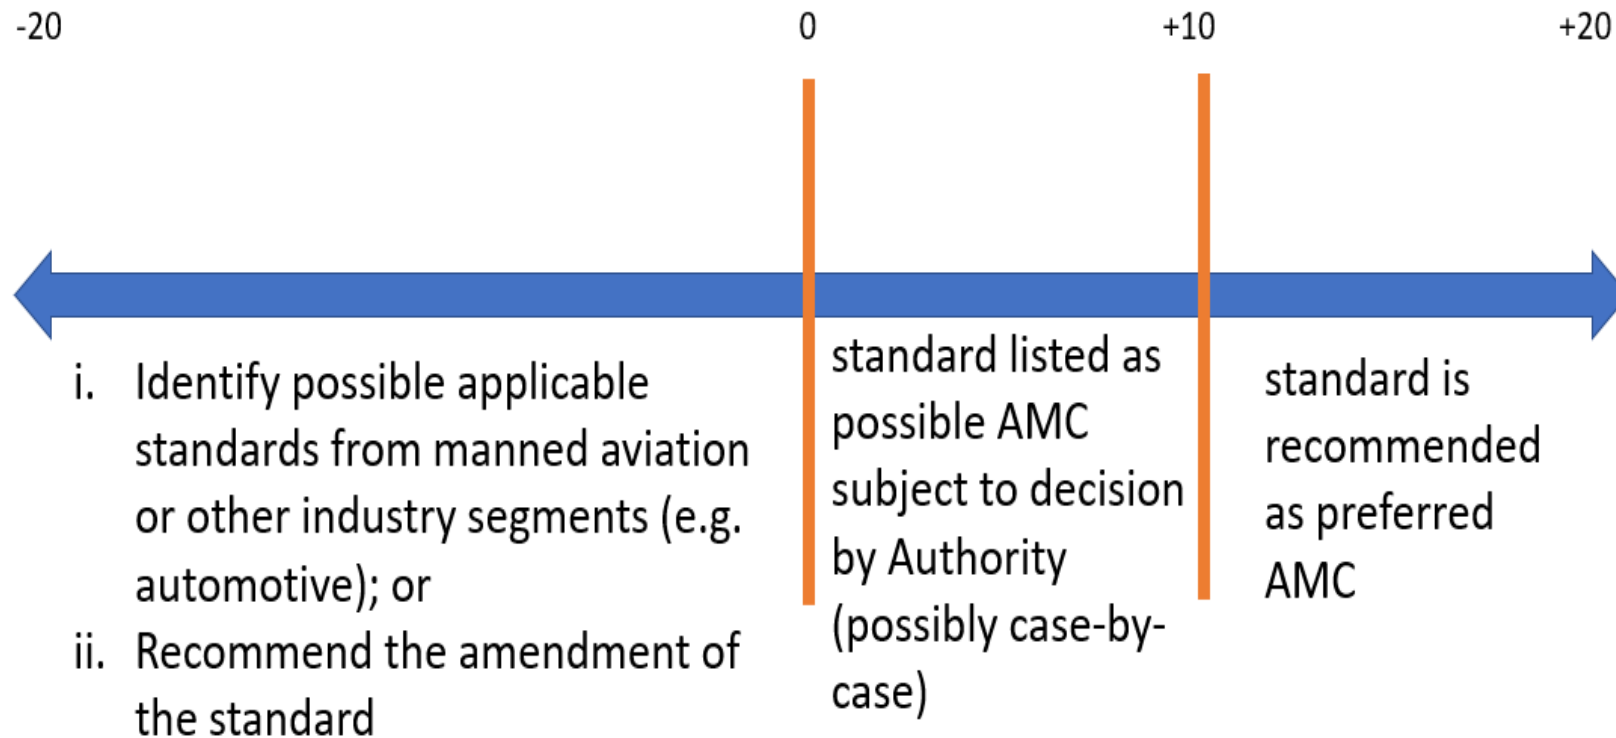 -20 0 +10 +20
i. Identify possible applicable
standards from manned aviation
or other industry segments (e.g.
automotive); or
ii. Recommend the amendment of
the standard
standard listed as
possible AMC
subject to decision
by Authority
(possibly case-by-
case)
standard is
recommended
as preferred
AMC